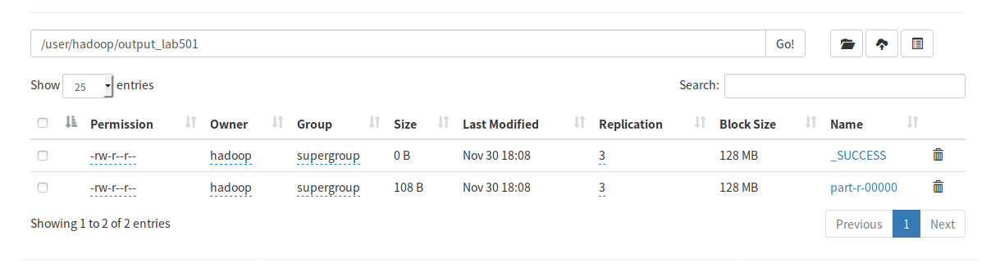 /user/hadoop/output_lab501 Go!
Show 25 entries Search:
Permission Owner Group Size Last Modified Replication Block Size Name
-rw-r--r-- hadoop supergroup 0 B Nov 30 18:08 3 128 MB _SUCCESS
-rw-r--r-- hadoop supergroup 108 B Nov 30 18:08 3 128 MB part-r-00000
Showing 1 to 2 of 2 entries Previous 1 Next